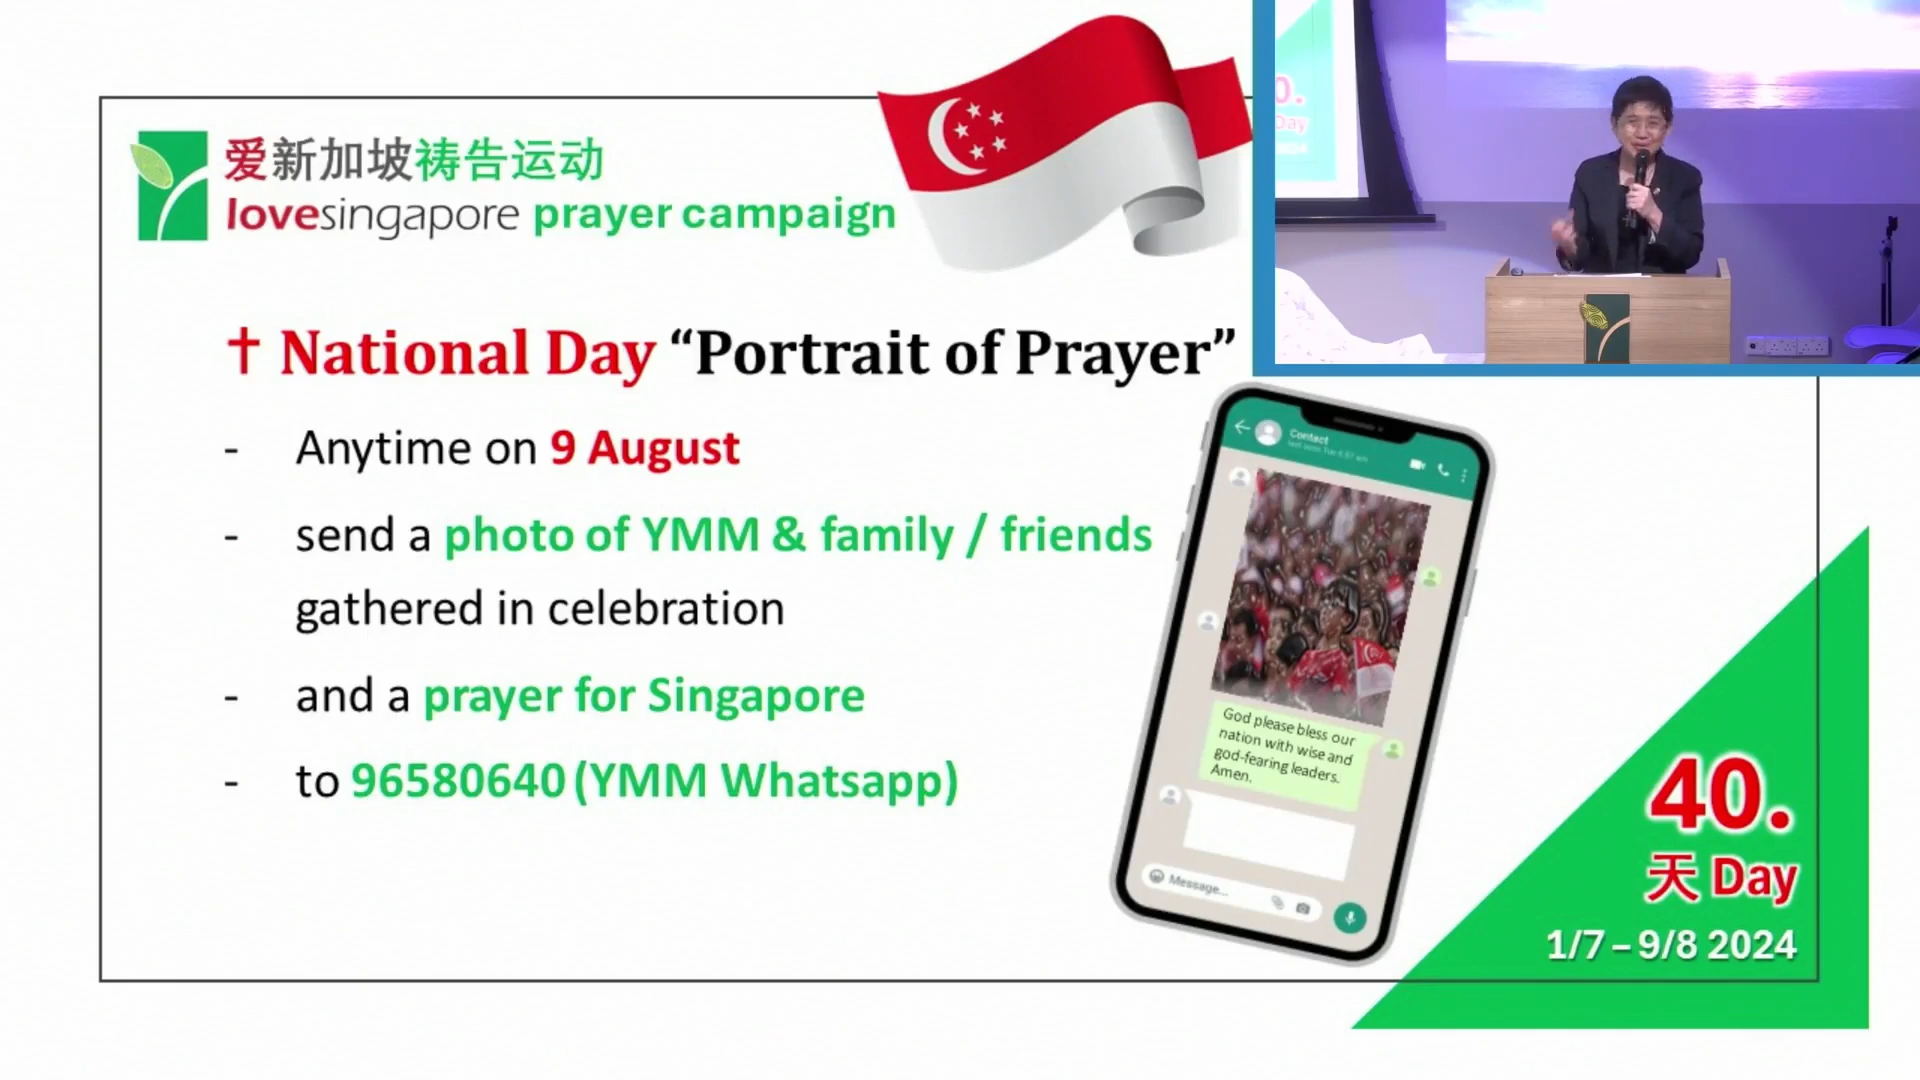 爱新加坡祷告运动
lovesingapore prayer campaign
✝ National Day “Portrait of Prayer”
- Anytime on 9 August
- send a photo of YMM & family / friends
gathered in celebration
- and a prayer for Singapore
- to 96580640 (YMM Whatsapp)
Contact
God please bless our
nation with wise and
god-fearing leaders.
Amen.
Message...
40.
天 Day
1/7 – 9/8 2024
0.
Day